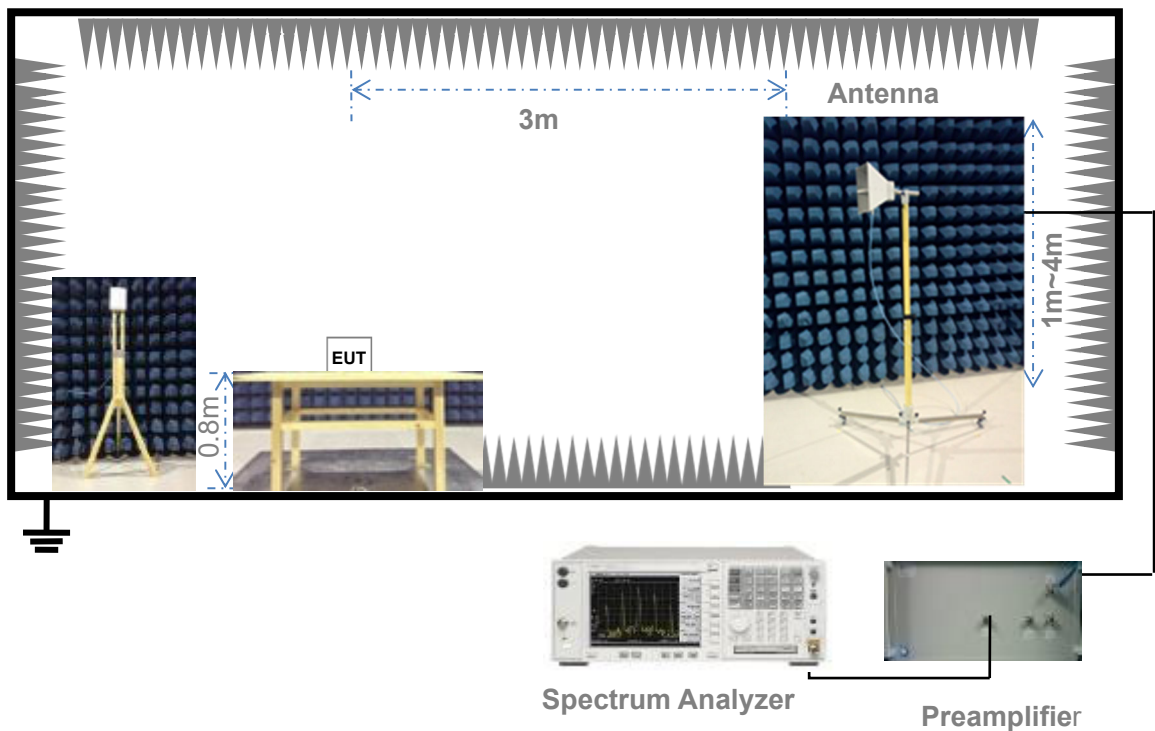 Antenna
3m
1m~4m
EUT
0.8m
Spectrum Analyzer
Preamplifier